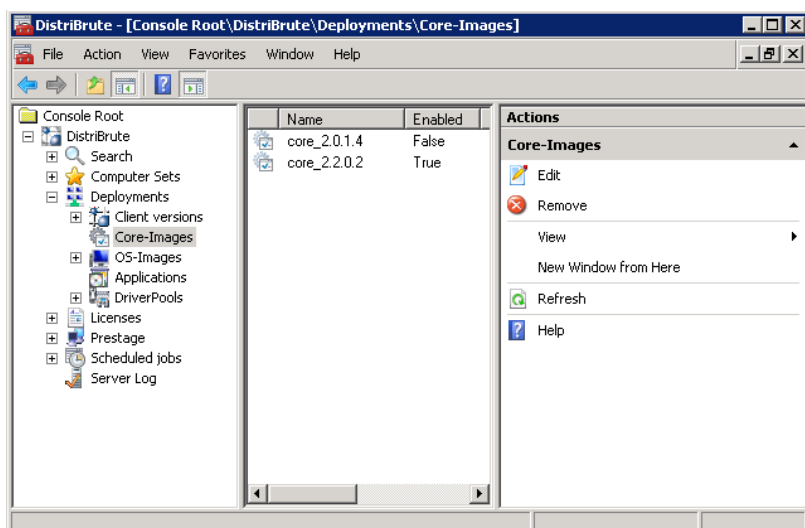 DistriBrute - [Console Root\DistriBrute\Deployments\Core-Images]
File Action View Favorites Window Help
Console Root
DistriBrute
Search
Computer Sets
Deployments
Client versions
Core-Images
OS-Images
Applications
DriverPools
Licenses
Prestage
Scheduled jobs
Server Log
Name Enabled
core_2.0.1.4 False
core_2.2.0.2 True
Actions
Core-Images
Edit
Remove
View
New Window from Here
Refresh
Help